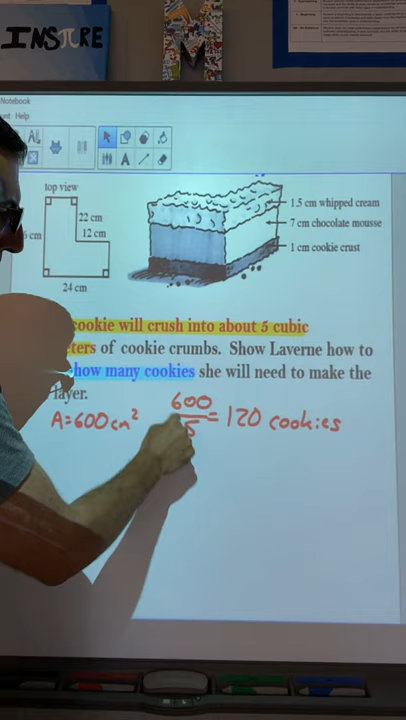 INSπRE
M
Notebook
Help
top view
22 cm
12 cm
cm
24 cm
1.5 cm whipped cream
7 cm chocolate mousse
1 cm cookie crust
cookie will crush into about 5 cubic
of cookie crumbs. Show Laverne how to
how many cookies she will need to make the
layer.
A=600cm²
600
5
= 120 cookies